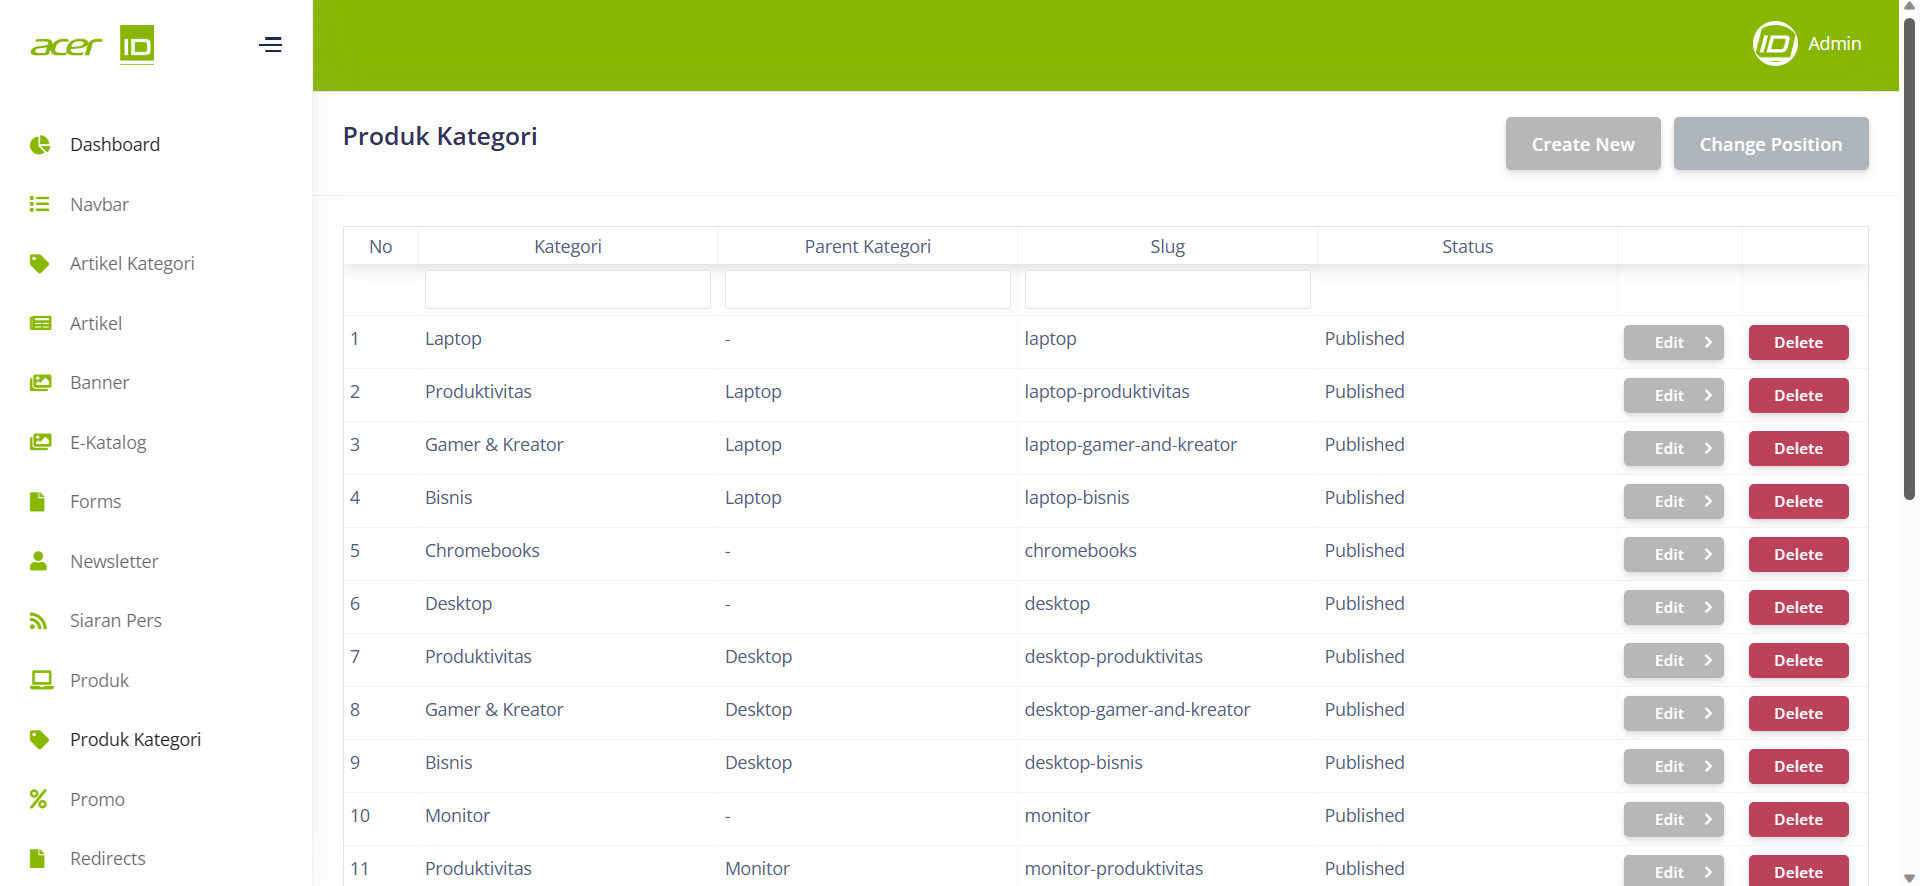 acer ID
ID Admin
Dashboard
Navbar
Artikel Kategori
Artikel
Banner
E-Katalog
Forms
Newsletter
Siaran Pers
Produk
Produk Kategori
Promo
Redirects
Produk Kategori
Create New Change Position
No Kategori Parent Kategori Slug Status
1 Laptop - laptop Published Edit Delete
2 Produktivitas Laptop laptop-produktivitas Published Edit Delete
3 Gamer & Kreator Laptop laptop-gamer-and-kreator Published Edit Delete
4 Bisnis Laptop laptop-bisnis Published Edit Delete
5 Chromebooks - chromebooks Published Edit Delete
6 Desktop - desktop Published Edit Delete
7 Produktivitas Desktop desktop-produktivitas Published Edit Delete
8 Gamer & Kreator Desktop desktop-gamer-and-kreator Published Edit Delete
9 Bisnis Desktop desktop-bisnis Published Edit Delete
10 Monitor - monitor Published Edit Delete
11 Produktivitas Monitor monitor-produktivitas Published Edit Delete